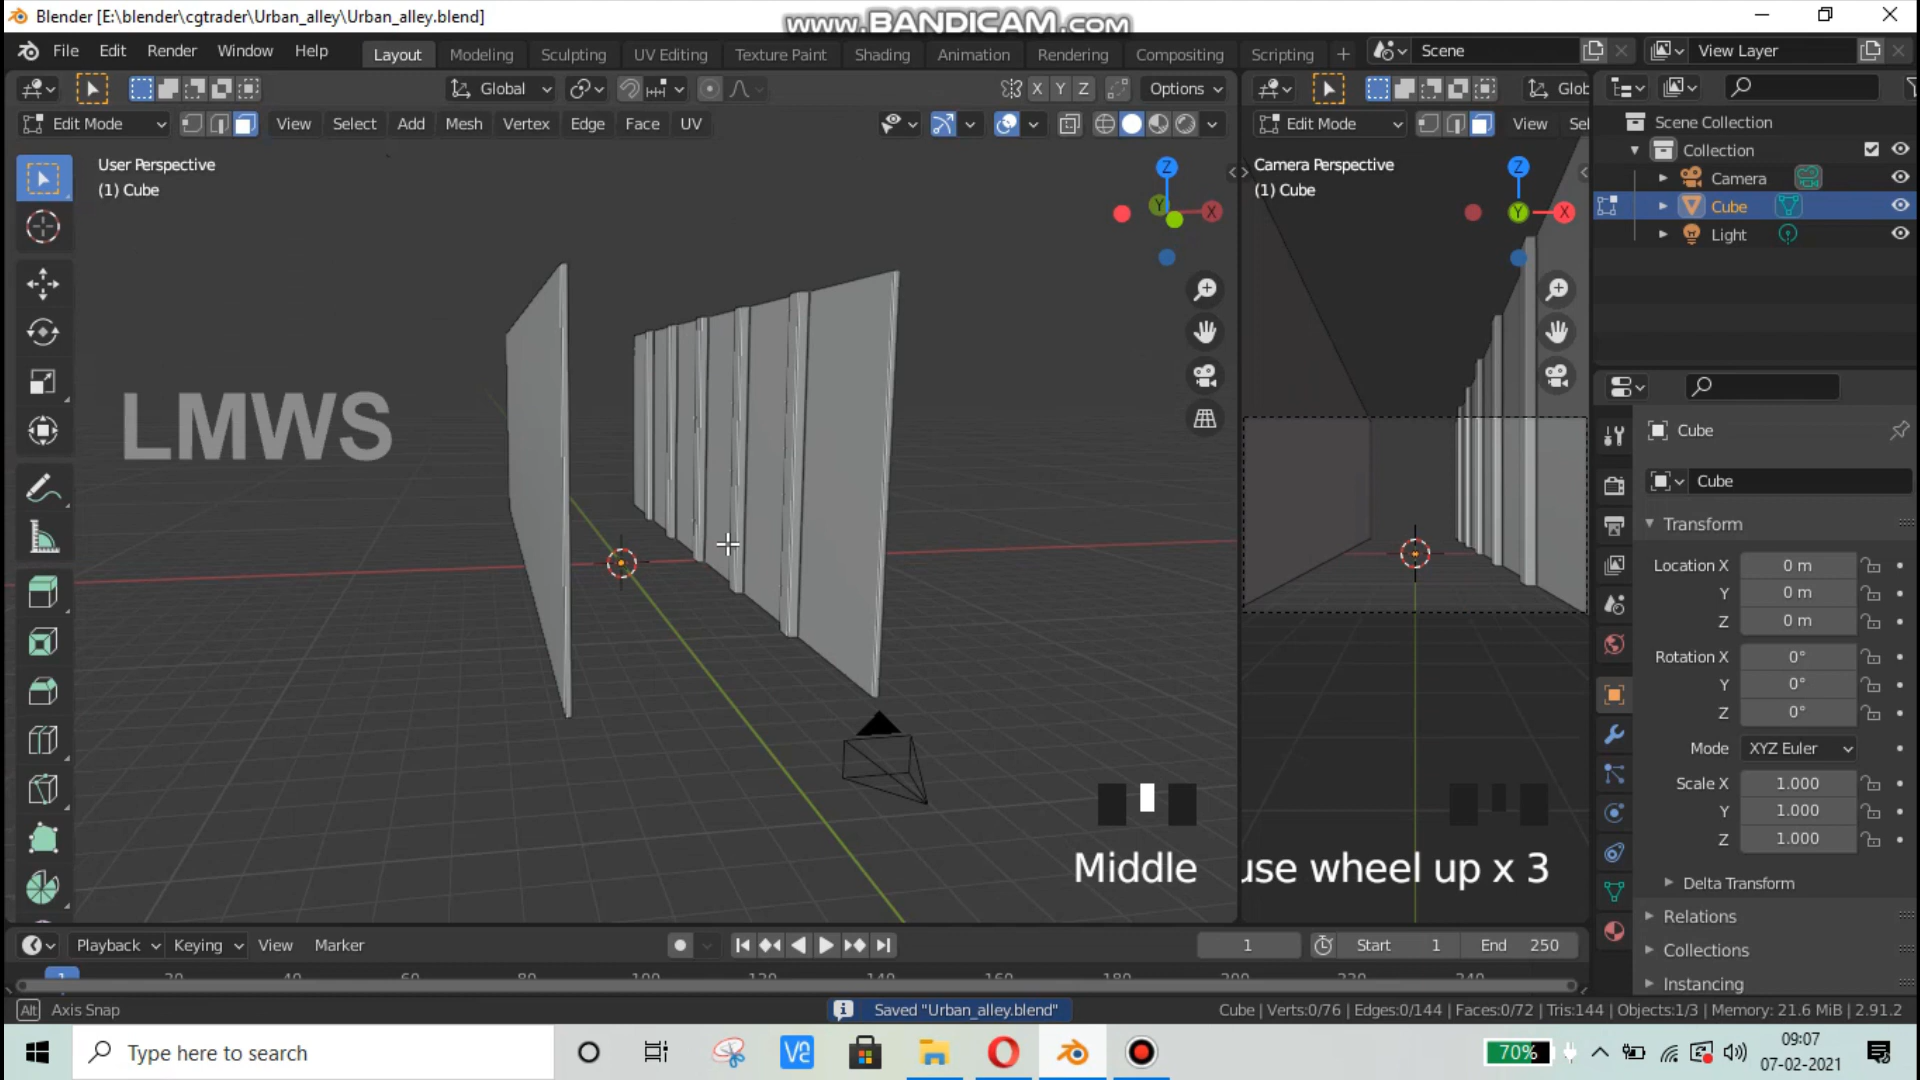 Blender [E:\blender\cgtrader\Urban_alley\Urban_alley.blend]
www.BANDICAM.com
File Edit Render Window Help
Layout Modeling Sculpting UV Editing Texture Paint Shading Animation Rendering Compositing Scripting
Scene
View Layer
Global
Options
Edit Mode
View Select Add Mesh Vertex Edge Face UV
Edit Mode
View
User Perspective
(1) Cube
Z
Y
X
Camera Perspective
(1) Cube
Z
Y
X
Scene Collection
Collection
Camera
Cube
Light
LMWS
Cube
Cube
Transform
Location X 0 m
Y 0 m
Z 0 m
Rotation X 0°
Y 0°
Z 0°
Mode XYZ Euler
Scale X 1.000
Y 1.000
Z 1.000
Delta Transform
Relations
Collections
Instancing
Middle
use wheel up x 3
Playback Keying View Marker
1
Start 1 End 250
1
Alt Axis Snap
Saved "Urban_alley.blend"
Cube | Verts:0/76 | Edges:0/144 | Faces:0/72 | Tris:144 | Objects:1/3 | Memory: 21.6 MiB | 2.91.2
Type here to search
70%
09:07
07-02-2021